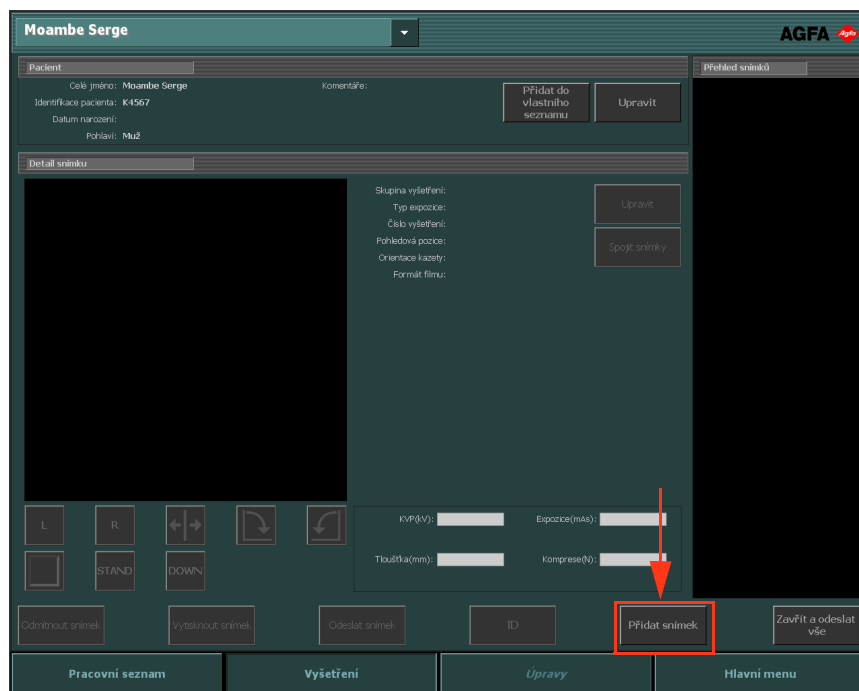 Moambe Serge
AGFA
Agfa
Pacient
Přehled snímků
Celé jméno: Moambe Serge
Komentáře:
Identifikace pacienta: K4567
Datum narození:
Pohlaví: Muž
Přidat do
vlastního
seznamu
Upravit
Detail snímku
Skupina vyšetření:
Typ expozice:
Číslo vyšetření:
Pohledová pozice:
Orientace kazety:
Formát filmu:
Upravit
Spojit snímky
L
R
STAND
DOWN
KVP(kV):
Expozice(mAs):
Tloušťka(mm):
Komprese(N):
Odmítnout snímek
Vytisknout snímek
Odeslat snímek
ID
Přidat snímek
Zavřít a odeslat
vše
Pracovní seznam
Vyšetření
Úpravy
Hlavní menu